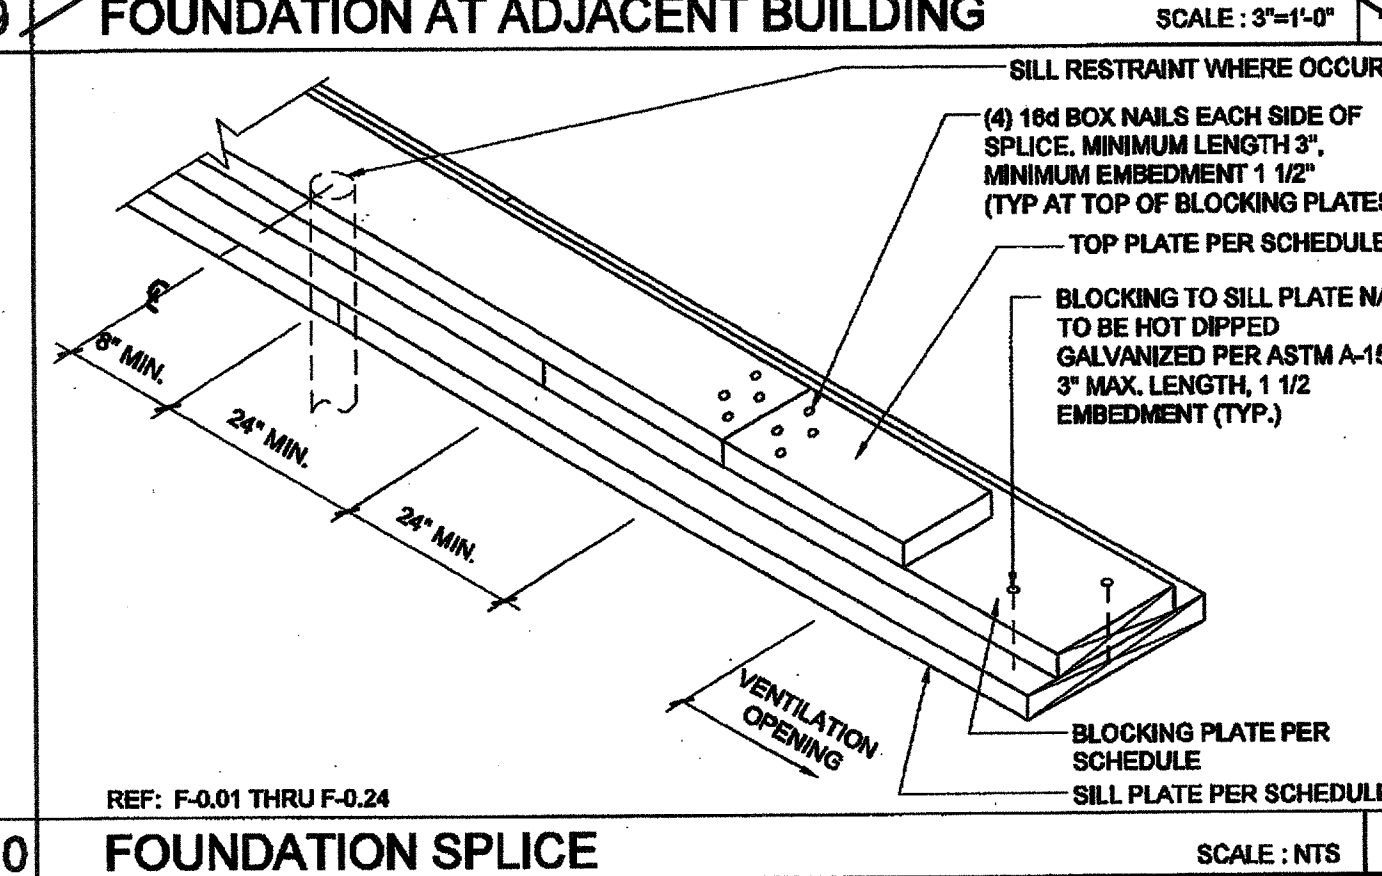 FOUNDATION AT ADJACENT BUILDING
SCALE : 3"=1'-0"
SILL RESTRAINT WHERE OCCUR
(4) 16d BOX NAILS EACH SIDE OF
SPLICE. MINIMUM LENGTH 3",
MINIMUM EMBEDMENT 1 1/2"
(TYP AT TOP OF BLOCKING PLATES
TOP PLATE PER SCHEDULE
BLOCKING TO SILL PLATE NA
TO BE HOT DIPPED
GALVANIZED PER ASTM A-15
3" MAX. LENGTH, 1 1/2
EMBEDMENT (TYP.)
℄
8" MIN.
24" MIN.
24" MIN.
VENTILATION
OPENING
BLOCKING PLATE PER
SCHEDULE
SILL PLATE PER SCHEDULE
REF: F-0.01 THRU F-0.24
0
FOUNDATION SPLICE
SCALE : NTS